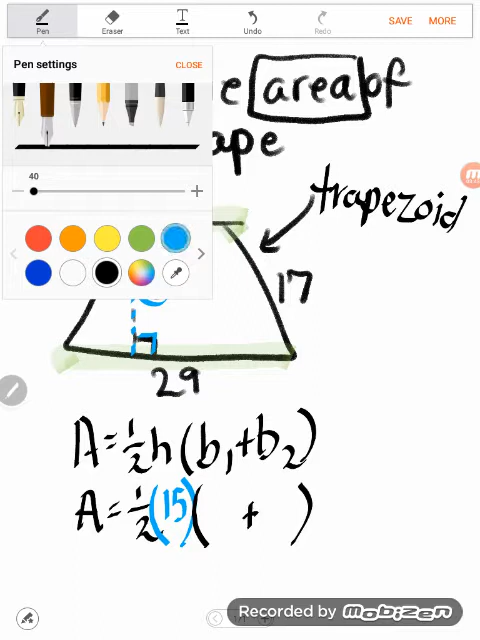 Pen
Eraser
Text
Undo
Redo
SAVE
MORE
Pen settings
CLOSE
e area of
ape
40
trapezoid
17
29
A=½h(b₁+b₂)
A=½(15)( + )
Recorded by mobizen